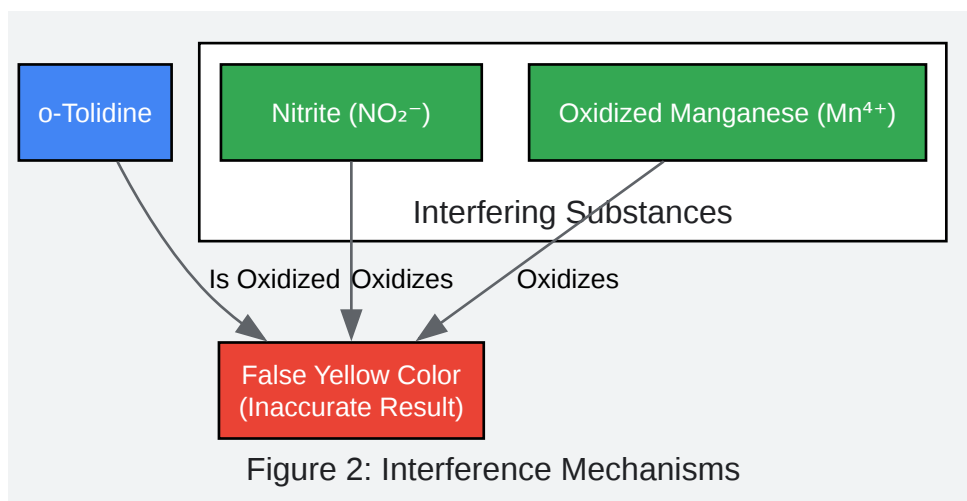 o-Tolidine
Nitrite (NO₂⁻)
Oxidized Manganese (Mn⁴⁺)
Interfering Substances
Is Oxidized
Oxidizes
Oxidizes
False Yellow Color
(Inaccurate Result)
Figure 2: Interference Mechanisms